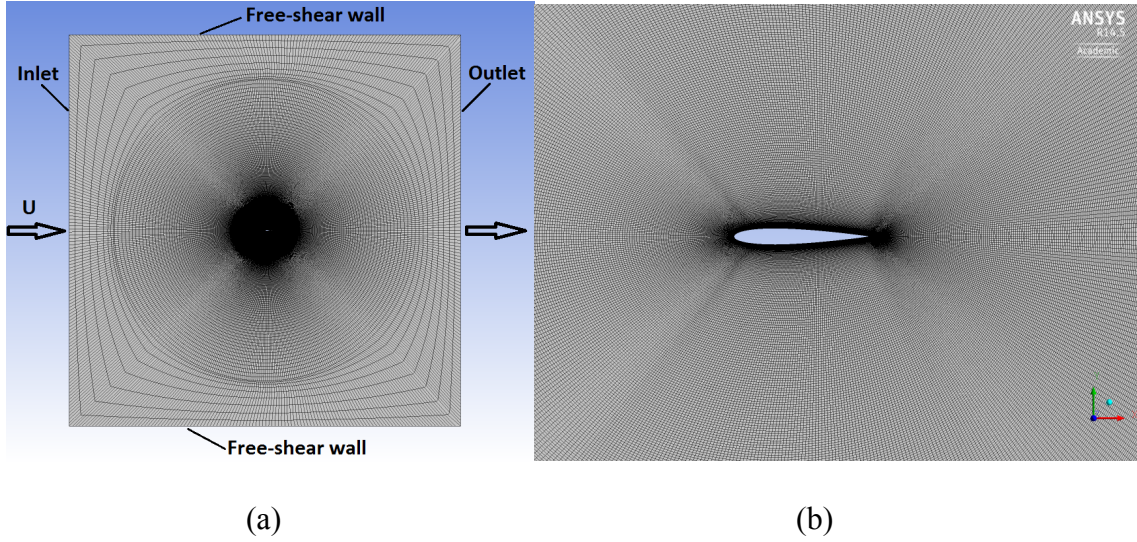 Free-shear wall
Inlet
Outlet
U
Free-shear wall
ANSYS
R14.5
Academic
(a)
(b)